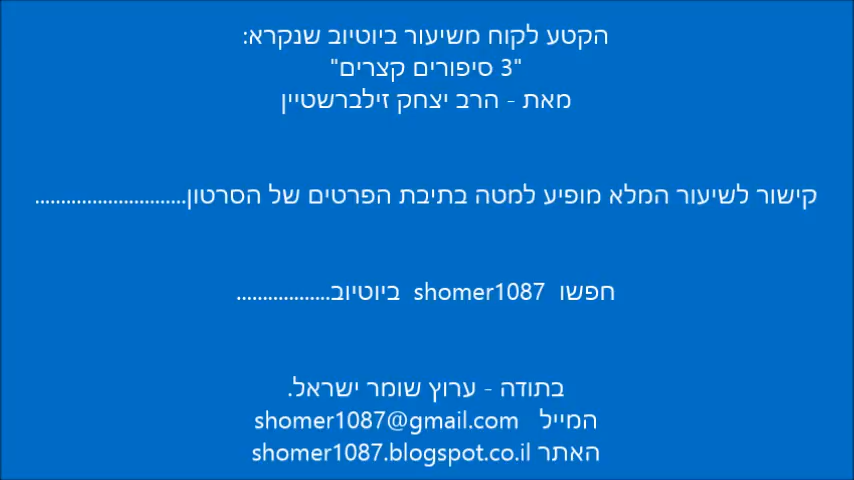 הקטע לקוח משיעור ביוטיוב שנקרא:
"3 סיפורים קצרים"
מאת - הרב יצחק זילברשטיין
קישור לשיעור המלא מופיע למטה בתיבת הפרטים של הסרטון.............................
חפשו shomer1087 ביוטיוב..................
בתודה - ערוץ שומר ישראל.
המייל shomer1087@gmail.com
האתר shomer1087.blogspot.co.il